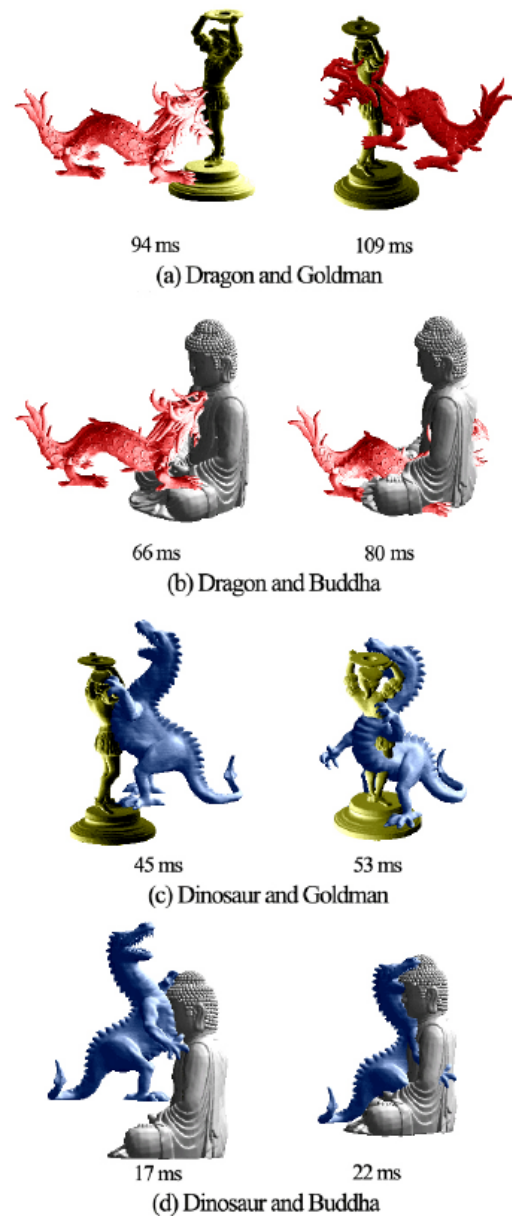 94 ms 109 ms
(a) Dragon and Goldman
66 ms 80 ms
(b) Dragon and Buddha
45 ms 53 ms
(c) Dinosaur and Goldman
17 ms 22 ms
(d) Dinosaur and Buddha